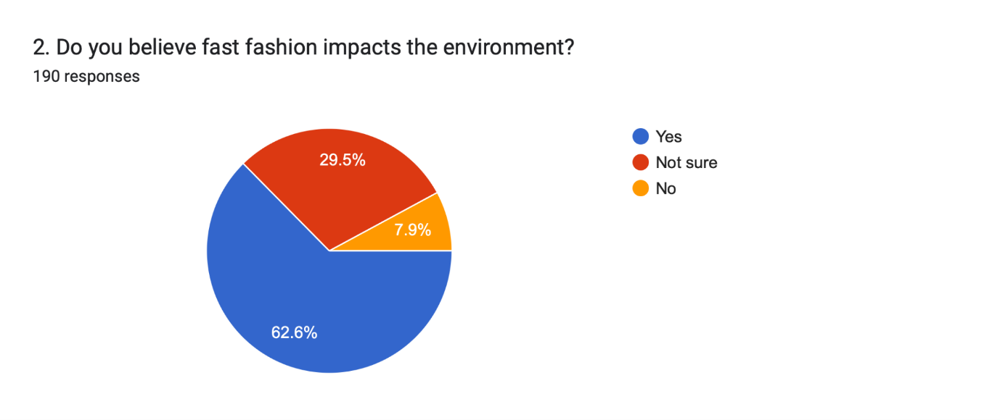 2. Do you believe fast fashion impacts the environment?
190 responses
Yes
Not sure
No
29.5%
7.9%
62.6%